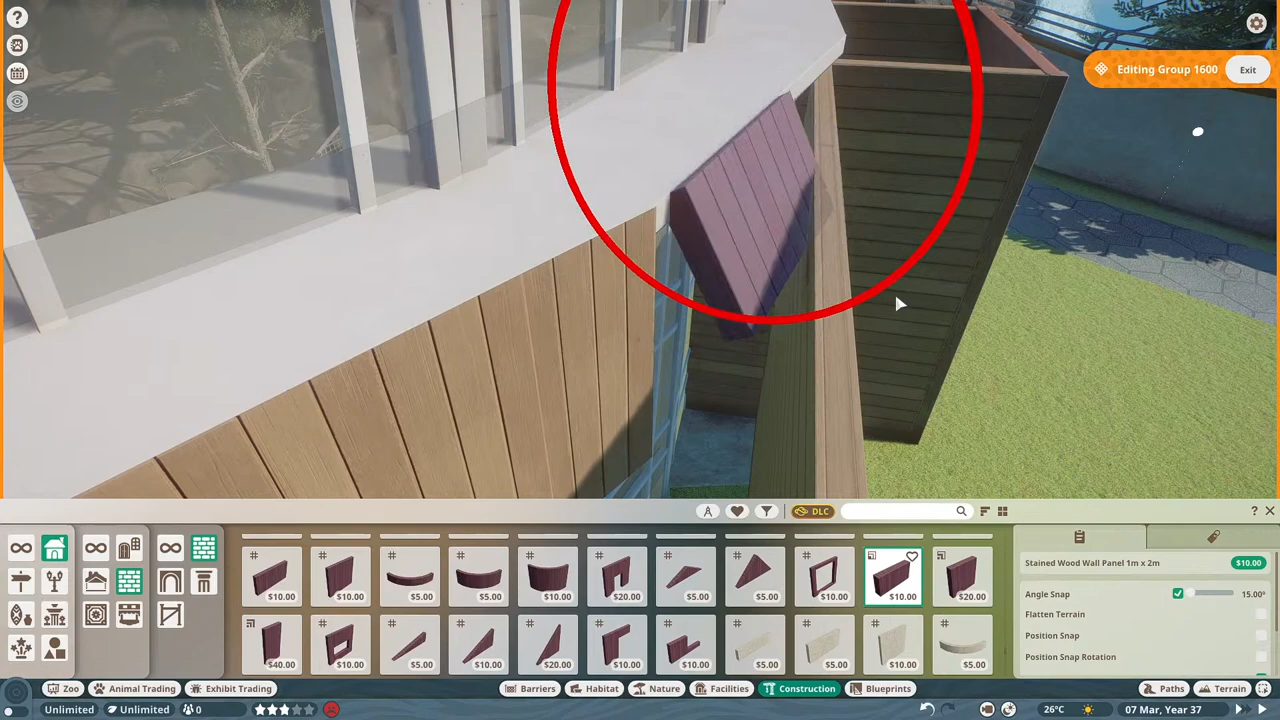 Editing Group 1600 Exit
DLC
$10.00 $10.00 $5.00 $5.00 $10.00 $20.00 $5.00 $5.00 $10.00 $10.00 $20.00
$40.00 $10.00 $5.00 $10.00 $20.00 $10.00 $10.00 $5.00 $5.00 $10.00 $5.00
Stained Wood Wall Panel 1m x 2m $10.00
Angle Snap 15.00°
Flatten Terrain
Position Snap
Position Snap Rotation
Zoo Animal Trading Exhibit Trading Barriers Habitat Nature Facilities Construction Blueprints Paths Terrain
Unlimited Unlimited 0 26°C 07 Mar, Year 37